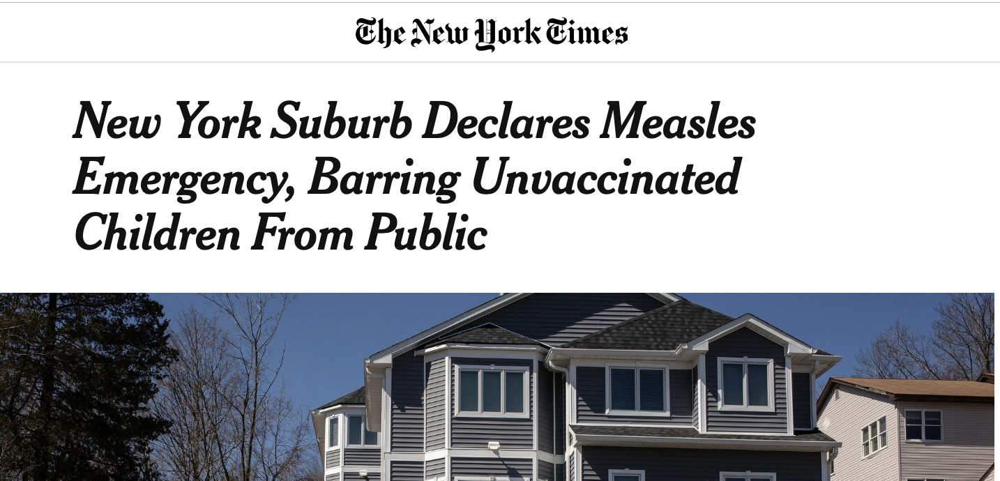 The New York Times
New York Suburb Declares Measles
Emergency, Barring Unvaccinated
Children From Public